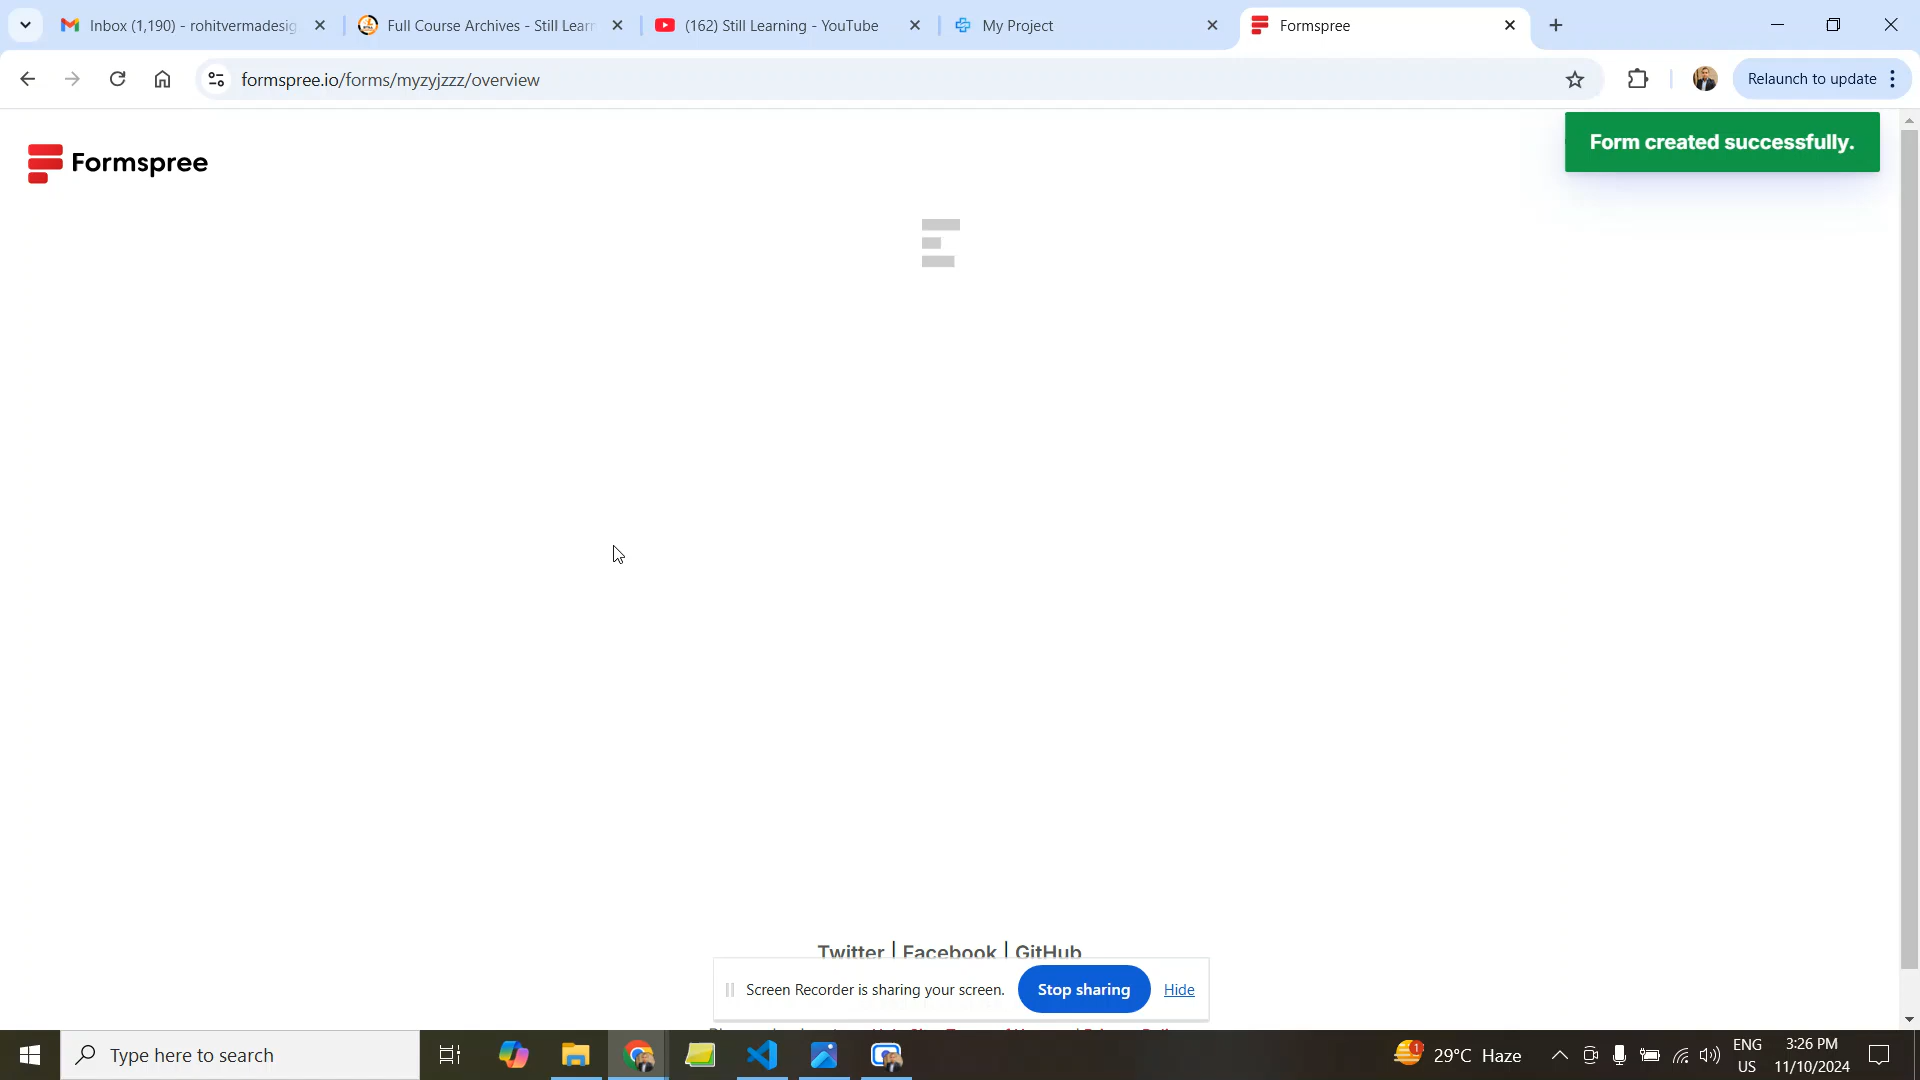 Inbox (1,190) - rohitvermadesig
Full Course Archives - Still Learn
(162) Still Learning - YouTube
My Project
Formspree
formspree.io/forms/myzyjzzz/overview
Relaunch to update
Form created successfully.
Formspree
Twitter | Facebook | GitHub
Screen Recorder is sharing your screen.
Stop sharing
Hide
Type here to search
1
29°C Haze
ENG
US
3:26 PM
11/10/2024